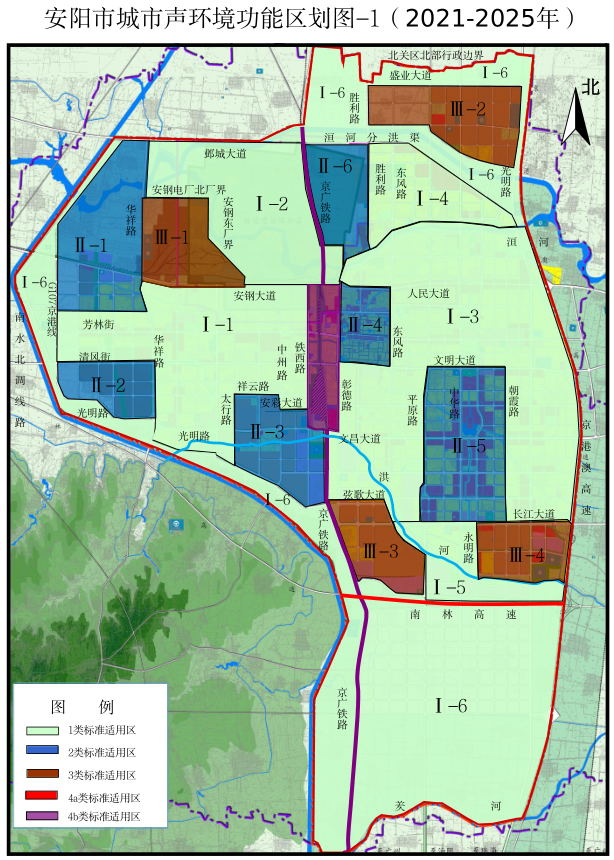 安阳市城市声环境功能区划图-1（2021-2025年）
北关区北部行政边界
盛业大道
Ⅰ-6
Ⅰ-6
北
胜利路
Ⅲ-2
洹河分洪渠
邺城大道
Ⅱ-6
胜利路
东风路
Ⅰ-6
光明路
安钢电厂北厂界
京广铁路
Ⅰ-4
华祥路
安钢东厂界
Ⅰ-2
Ⅱ-1
Ⅲ-1
洹河
Ⅰ-6
G107京港线
安钢大道
人民大道
南水北调线路
芳林街
Ⅰ-1
Ⅱ-4
Ⅰ-3
华祥路
中州路
铁西路
东风路
清风街
文明大道
Ⅱ-2
祥云路
太行路
安彩大道
彰德路
平原路
中华路
朝霞路
光明路
光明路
Ⅱ-3
文昌大道
Ⅱ-5
京港澳高速
洪
Ⅰ-6
弦歌大道
京广铁路
长江大道
永明路
Ⅲ-3
河
Ⅲ-4
Ⅰ-5
南林高速
京广铁路
Ⅰ-6
羑河
图例
1类标准适用区
2类标准适用区
3类标准适用区
4a类标准适用区
4b类标准适用区